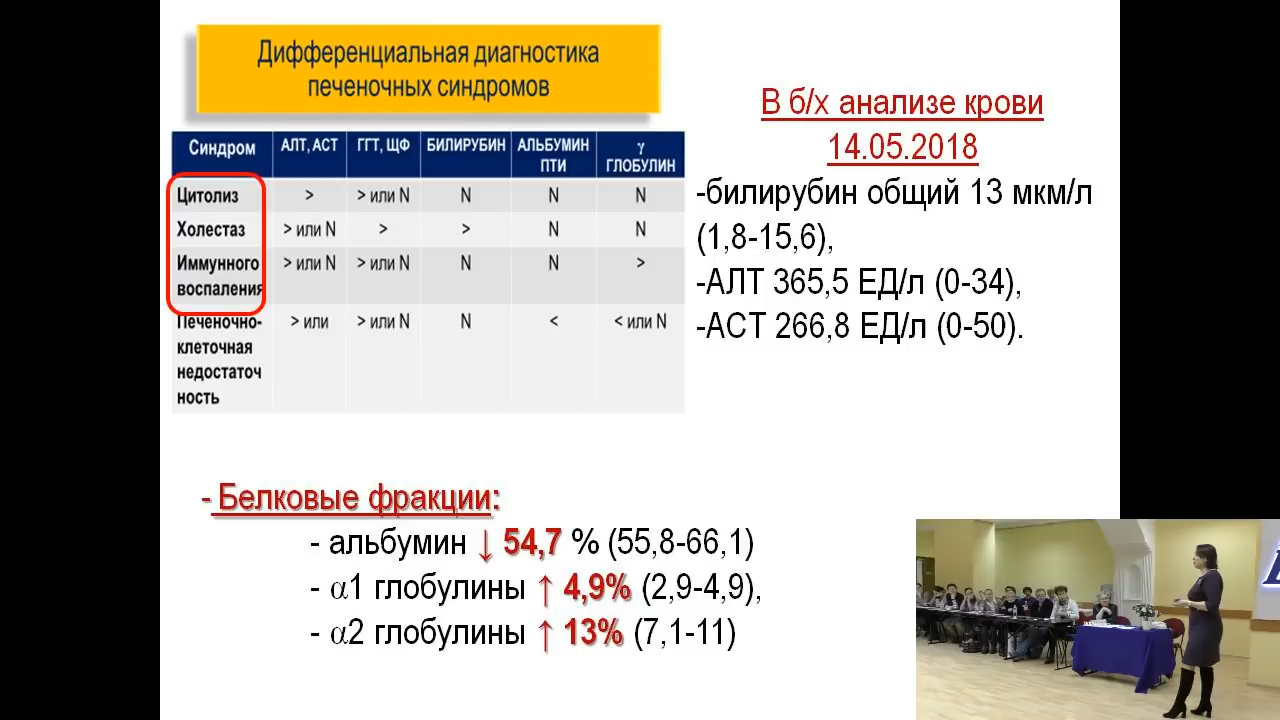 Дифференциальная диагностика
печеночных синдромов
Синдром АЛТ, АСТ ГГТ, ЩФ БИЛИРУБИН АЛЬБУМИН ПТИ γ ГЛОБУЛИН
Цитолиз > > или N N N N
Холестаз > или N > > N N
Иммунного воспаления > или N > или N N N >
Печеночно-клеточная недостаточность > или > или N N < < или N
В б/х анализе крови
14.05.2018
-билирубин общий 13 мкм/л
(1,8-15,6),
-АЛТ 365,5 ЕД/л (0-34),
-АСТ 266,8 ЕД/л (0-50).
- Белковые фракции:
- альбумин ↓ 54,7 % (55,8-66,1)
- α1 глобулины ↑ 4,9% (2,9-4,9),
- α2 глобулины ↑ 13% (7,1-11)